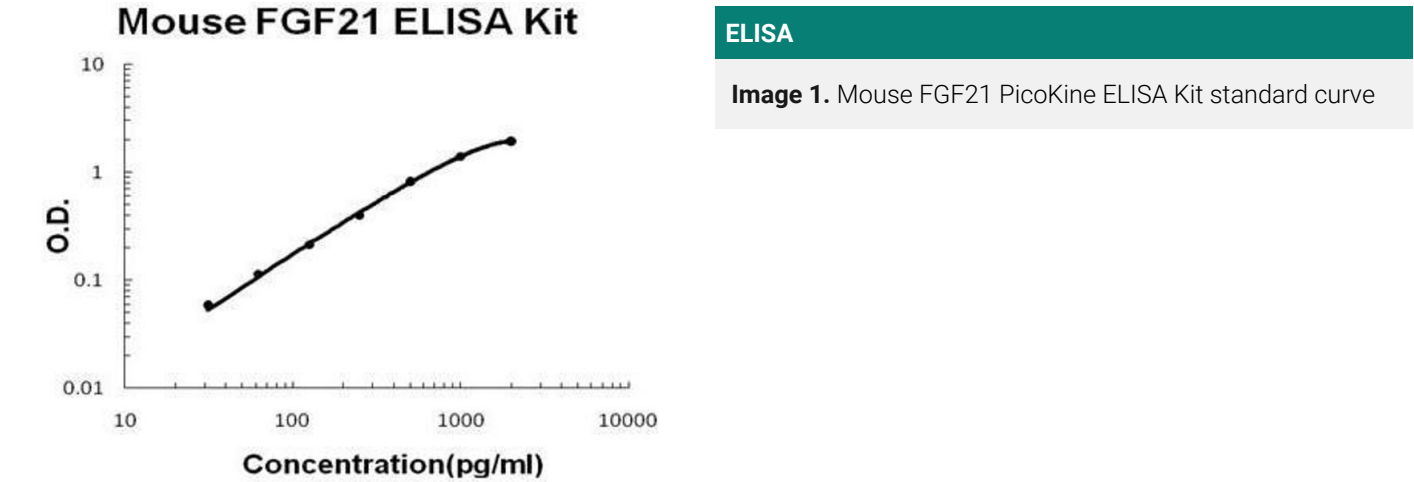 Mouse FGF21 ELISA Kit
10
1
0.1
0.01
O.D.
10 100 1000 10000
Concentration(pg/ml)
ELISA
Image 1. Mouse FGF21 PicoKine ELISA Kit standard curve